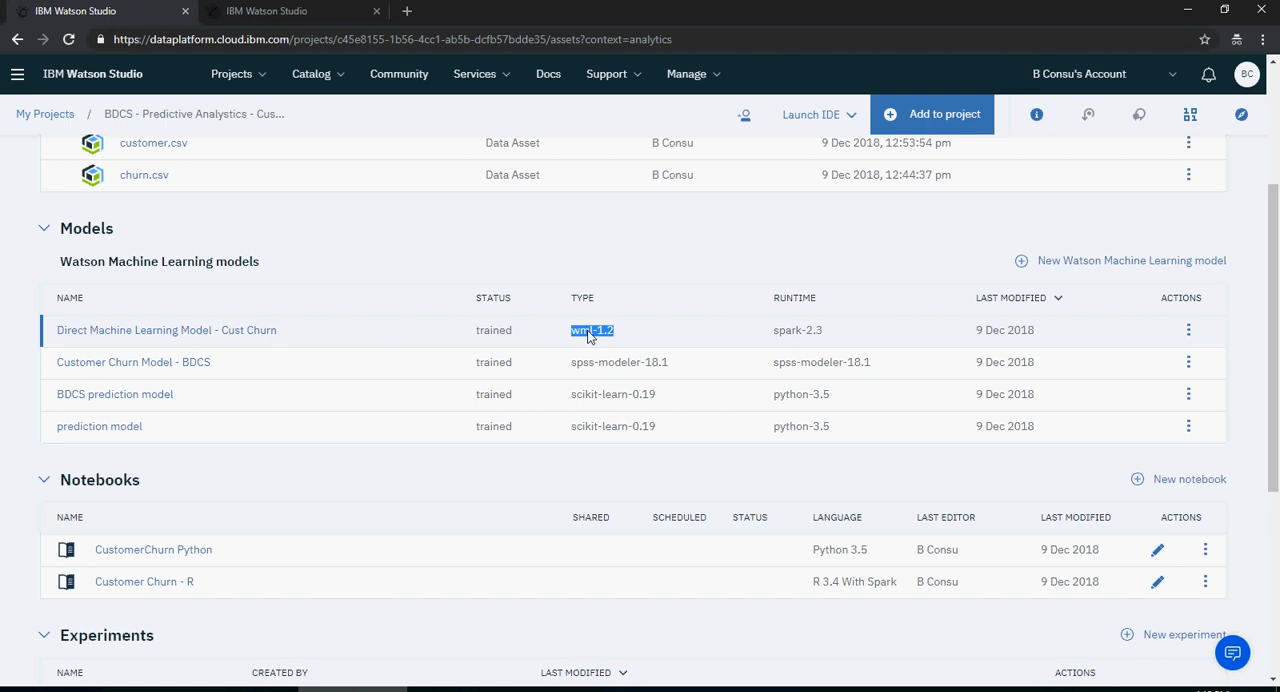 IBM Watson Studio
IBM Watson Studio
https://dataplatform.cloud.ibm.com/projects/c45e8155-1b56-4cc1-ab5b-dcfb57bdde35/assets?context=analytics
IBM Watson Studio Projects Catalog Community Services Docs Support Manage B Consu's Account BC
My Projects / BDCS - Predictive Analystics - Cus... Launch IDE Add to project
customer.csv Data Asset B Consu 9 Dec 2018, 12:53:54 pm
churn.csv Data Asset B Consu 9 Dec 2018, 12:44:37 pm
Models
Watson Machine Learning models New Watson Machine Learning model
NAME STATUS TYPE RUNTIME LAST MODIFIED ACTIONS
Direct Machine Learning Model - Cust Churn trained wml-1.2 spark-2.3 9 Dec 2018
Customer Churn Model - BDCS trained spss-modeler-18.1 spss-modeler-18.1 9 Dec 2018
BDCS prediction model trained scikit-learn-0.19 python-3.5 9 Dec 2018
prediction model trained scikit-learn-0.19 python-3.5 9 Dec 2018
Notebooks New notebook
NAME SHARED SCHEDULED STATUS LANGUAGE LAST EDITOR LAST MODIFIED ACTIONS
CustomerChurn Python Python 3.5 B Consu 9 Dec 2018
Customer Churn - R R 3.4 With Spark B Consu 9 Dec 2018
Experiments New experiment
NAME CREATED BY LAST MODIFIED ACTIONS